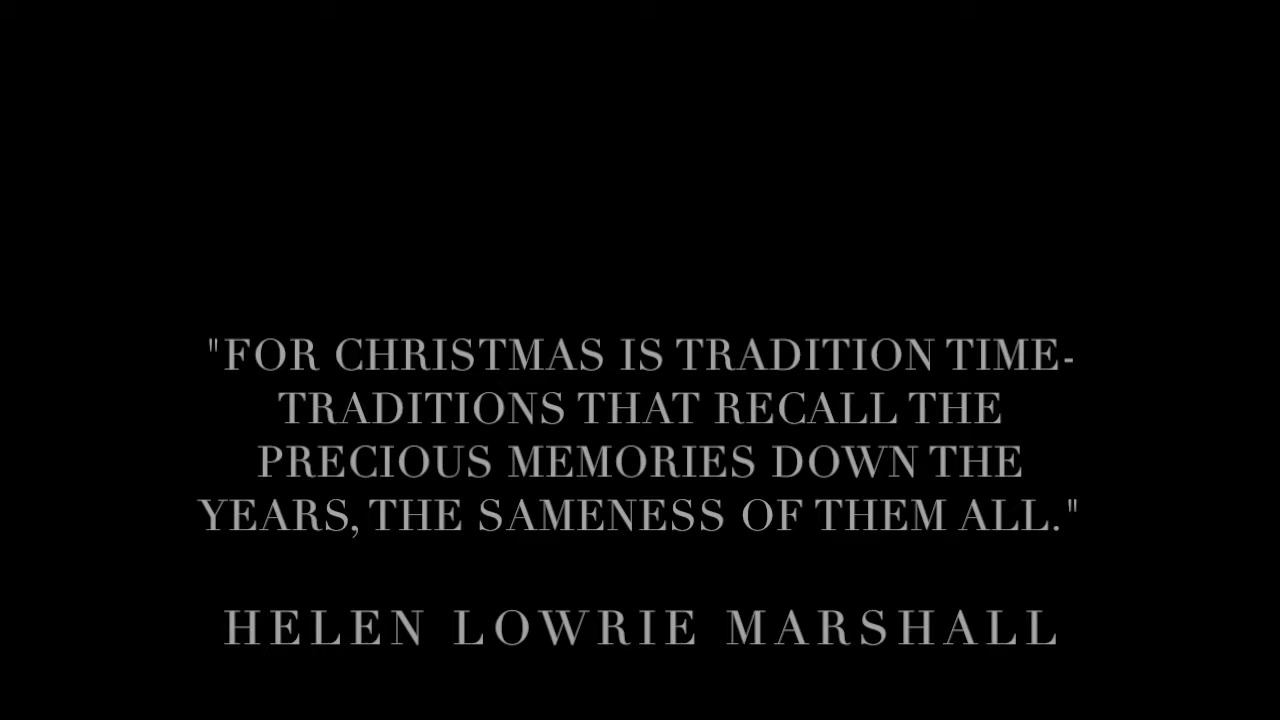 "FOR CHRISTMAS IS TRADITION TIME-
TRADITIONS THAT RECALL THE
PRECIOUS MEMORIES DOWN THE
YEARS, THE SAMENESS OF THEM ALL."
HELEN LOWRIE MARSHALL